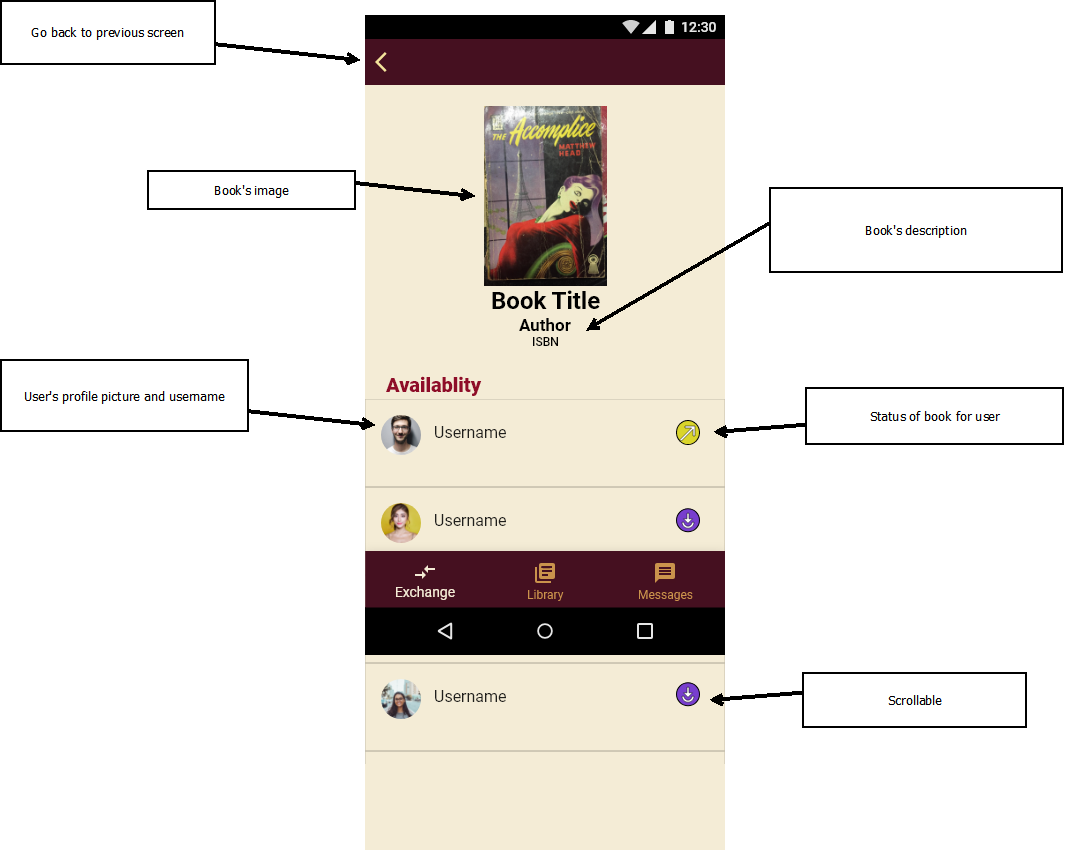 Go back to previous screen
12:30
THE Accomplice
MATTHEW
HEAD
Book's image
Book's description
Book Title
Author
ISBN
Availablity
User's profile picture and username
Username
Status of book for user
Username
Exchange
Library
Messages
Username
Scrollable